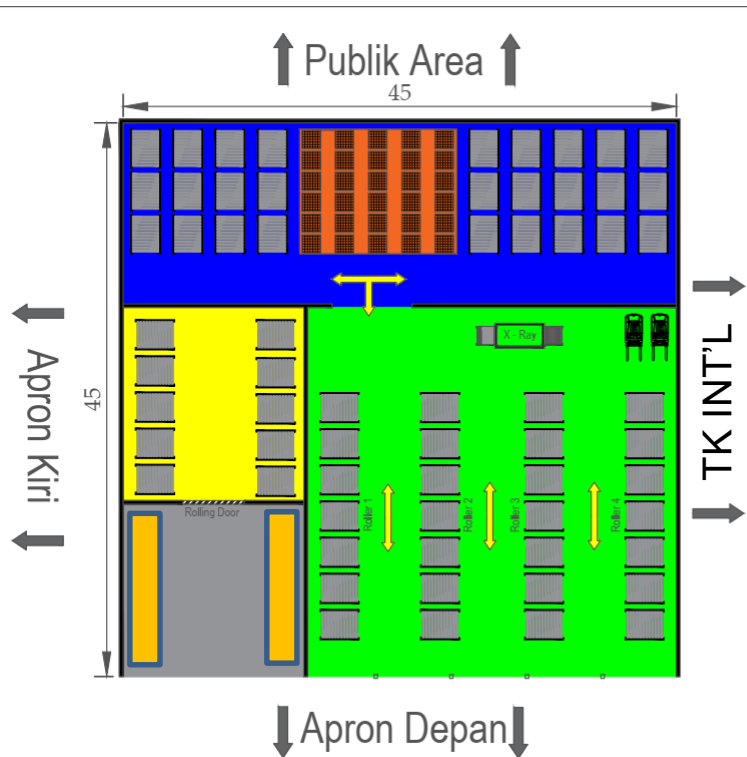 Publik Area
45
45
Apron Kiri
TK INT'L
X - Ray
Rolling Door
Roller 1
Roller 2
Roller 3
Roller 4
Apron Depan